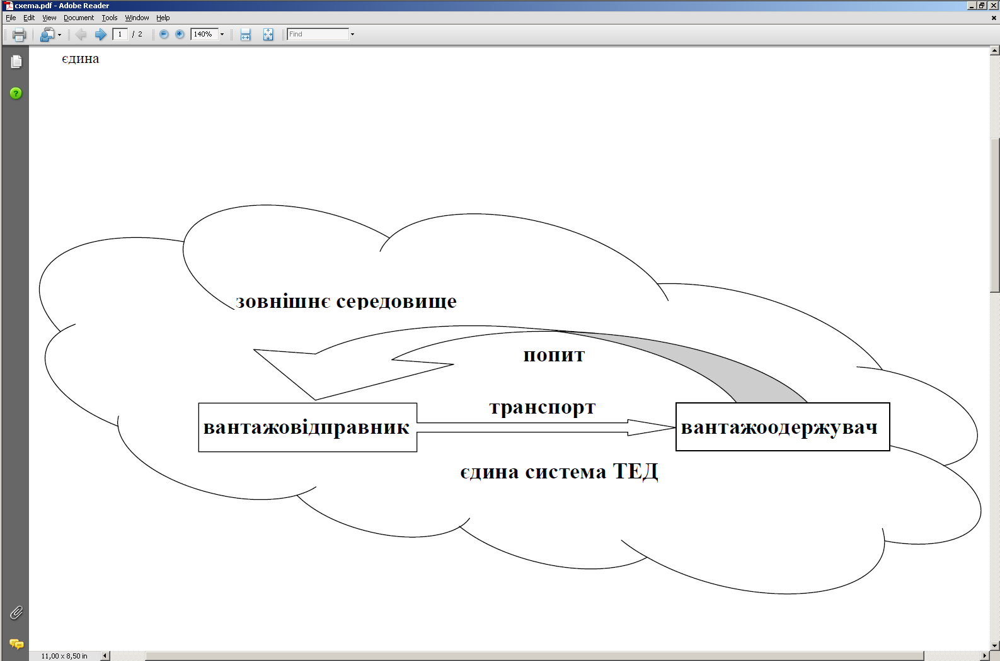 схема.pdf - Adobe Reader
File Edit View Document Tools Window Help
1 / 2 140% Find
єдина
зовнішнє середовище
попит
транспорт
вантажовідправник
вантажоодержувач
єдина система ТЕД
11,00 x 8,50 in